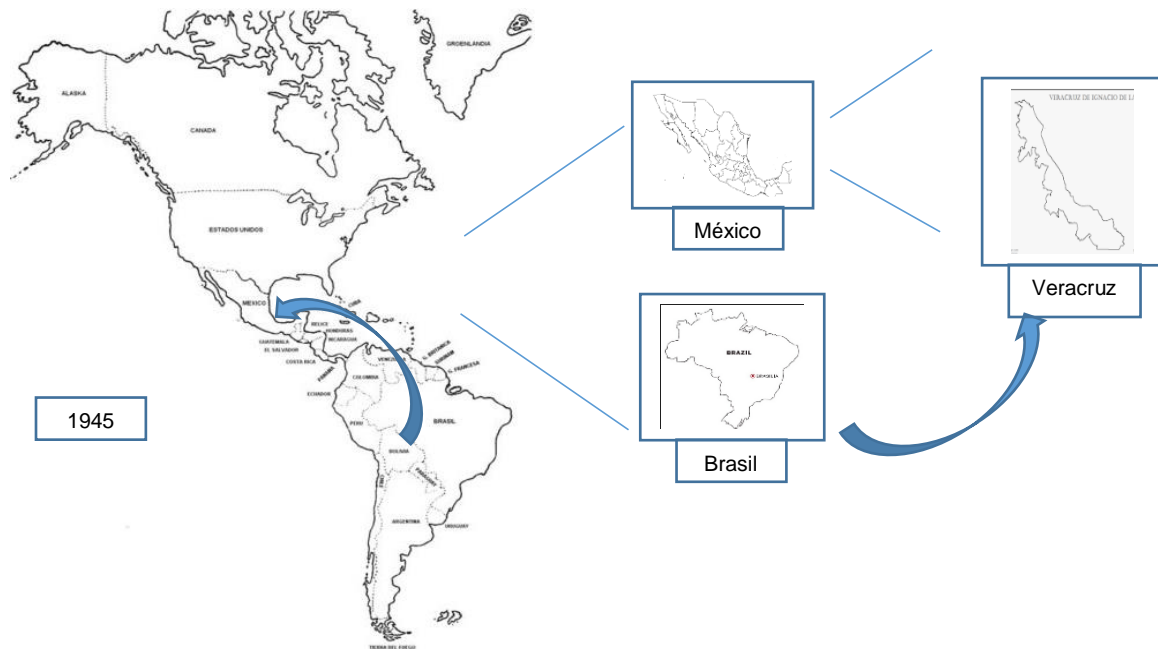 GROENLANDIA
ALASKA
CANADA
ESTADOS UNIDOS
MEXICO
CUBA
BELICE
HONDURAS
GUATEMALA
NICARAGUA
EL SALVADOR
COSTA RICA
PANAMA
VENEZUELA
G. BRITANICA
SURINAM
G. FRANCESA
COLOMBIA
ECUADOR
PERU
BRASIL
BOLIVIA
PARAGUAY
CHILE
ARGENTINA
URUGUAY
TIERRA DEL FUEGO
1945
México
BRAZIL
BRASILIA
Brasil
VERACRUZ DE IGNACIO DE L
Veracruz